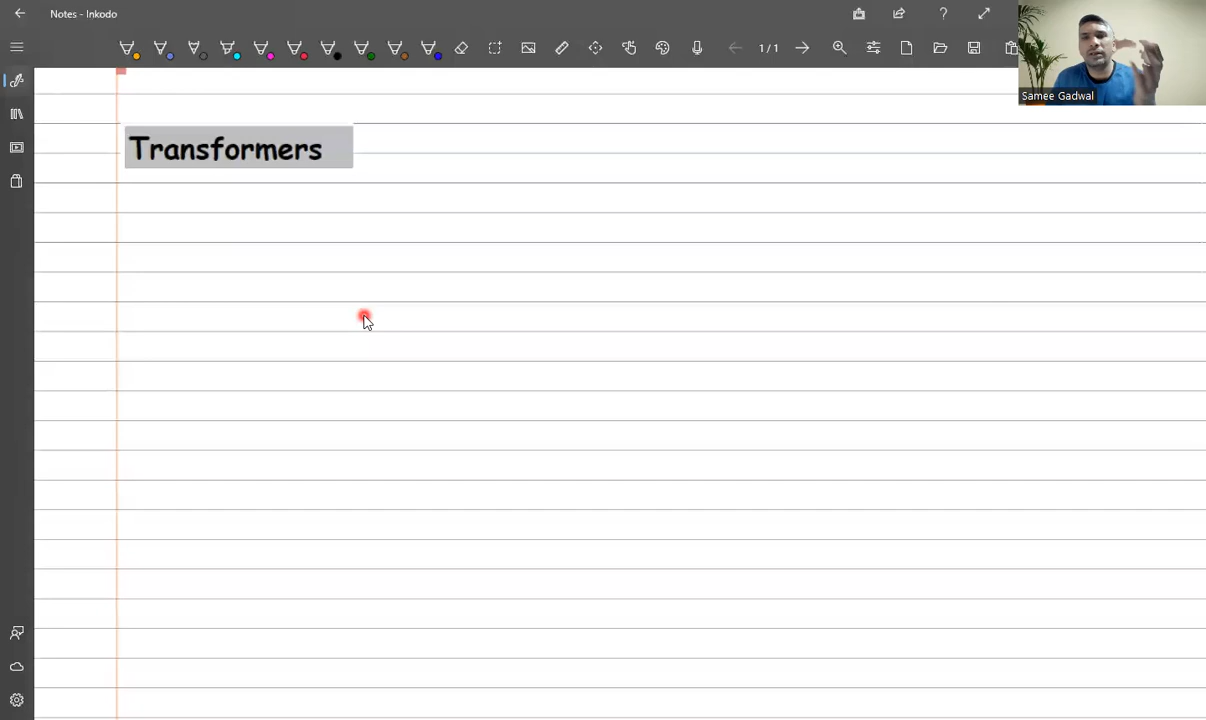 Notes - Inkodo
1 / 1
Samee Gadwal
Transformers